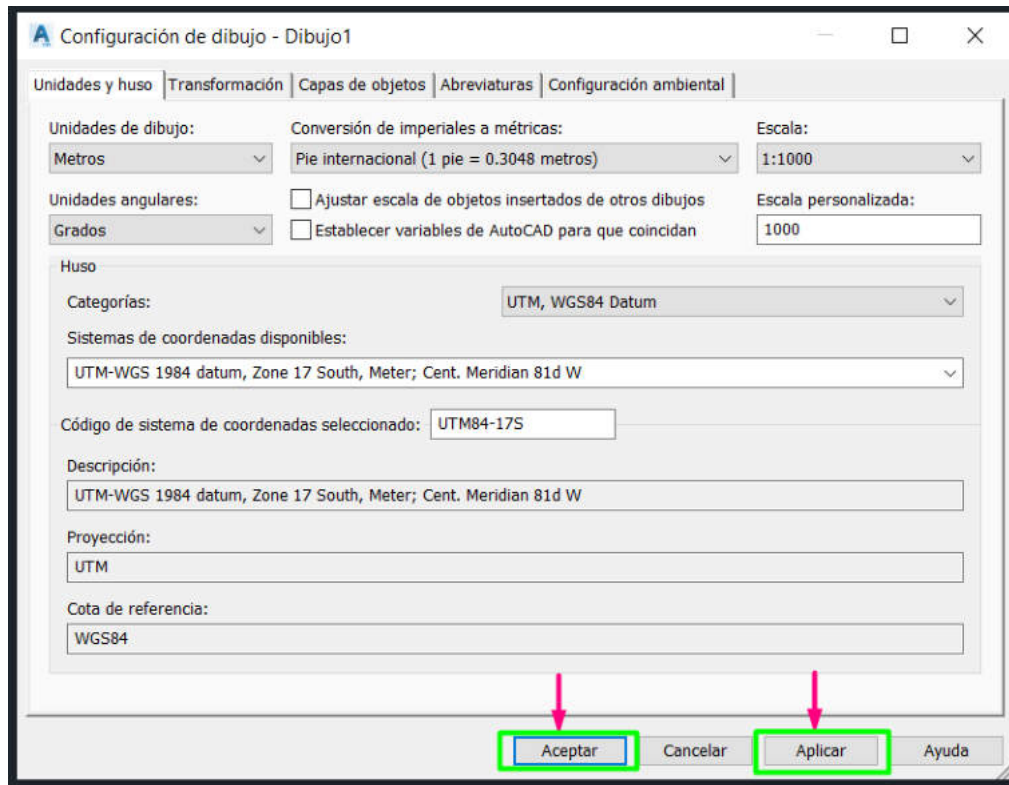 Configuración de dibujo - Dibujo1
Unidades y huso Transformación Capas de objetos Abreviaturas Configuración ambiental
Unidades de dibujo: Conversión de imperiales a métricas: Escala:
Metros Pie internacional (1 pie = 0.3048 metros) 1:1000
Unidades angulares: Ajustar escala de objetos insertados de otros dibujos Escala personalizada:
Grados Establecer variables de AutoCAD para que coincidan 1000
Huso
Categorías: UTM, WGS84 Datum
Sistemas de coordenadas disponibles:
UTM-WGS 1984 datum, Zone 17 South, Meter; Cent. Meridian 81d W
Código de sistema de coordenadas seleccionado: UTM84-17S
Descripción:
UTM-WGS 1984 datum, Zone 17 South, Meter; Cent. Meridian 81d W
Proyección:
UTM
Cota de referencia:
WGS84
Aceptar Cancelar Aplicar Ayuda